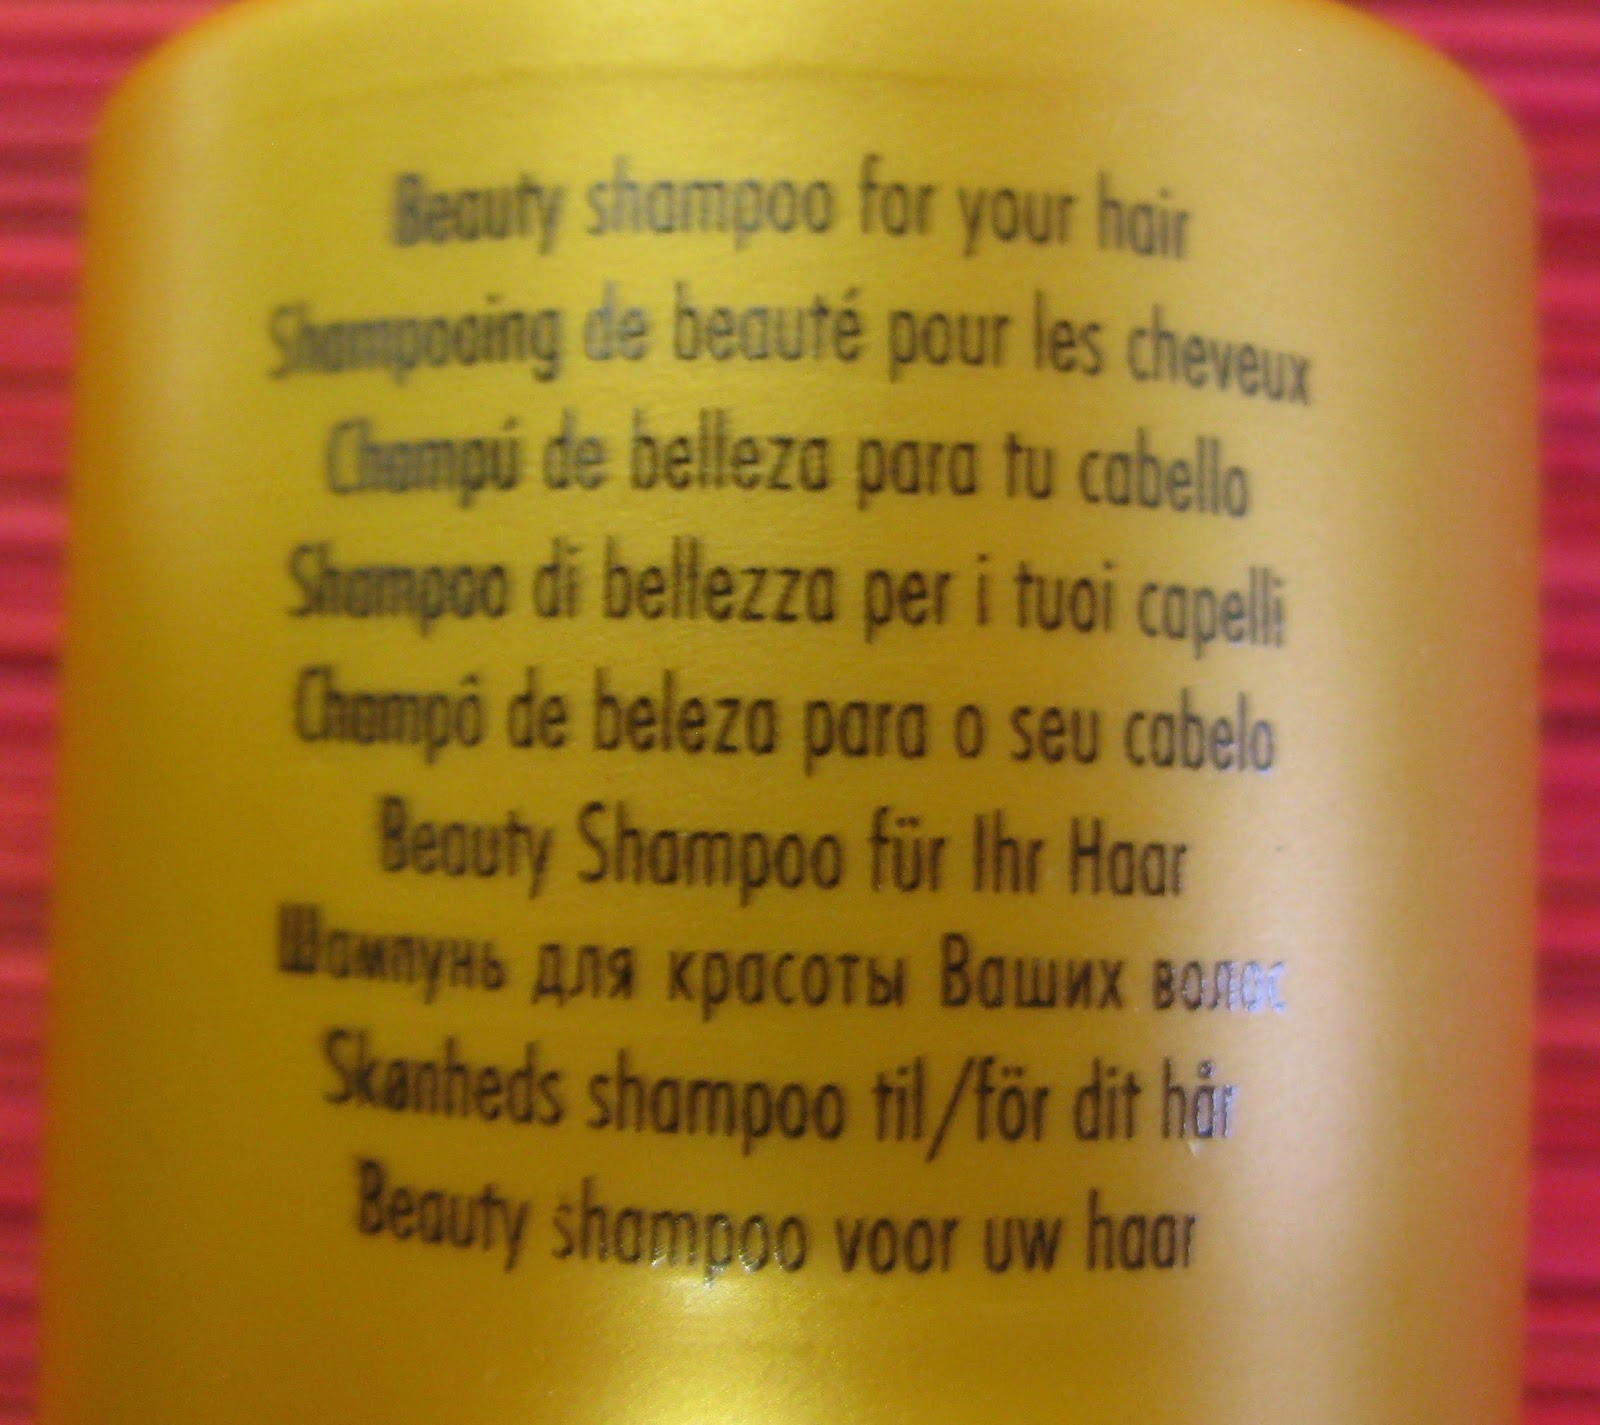 Beauty shampoo for your hair
Shampooing de beauté pour les cheveux
Champú de belleza para tu cabello
Shampoo di bellezza per i tuoi capelli
Champô de beleza para o seu cabelo
Beauty Shampoo für Ihr Haar
Шампунь для красоты Ваших волос
Skønheds shampoo til/för dit hår
Beauty shampoo voor uw haar